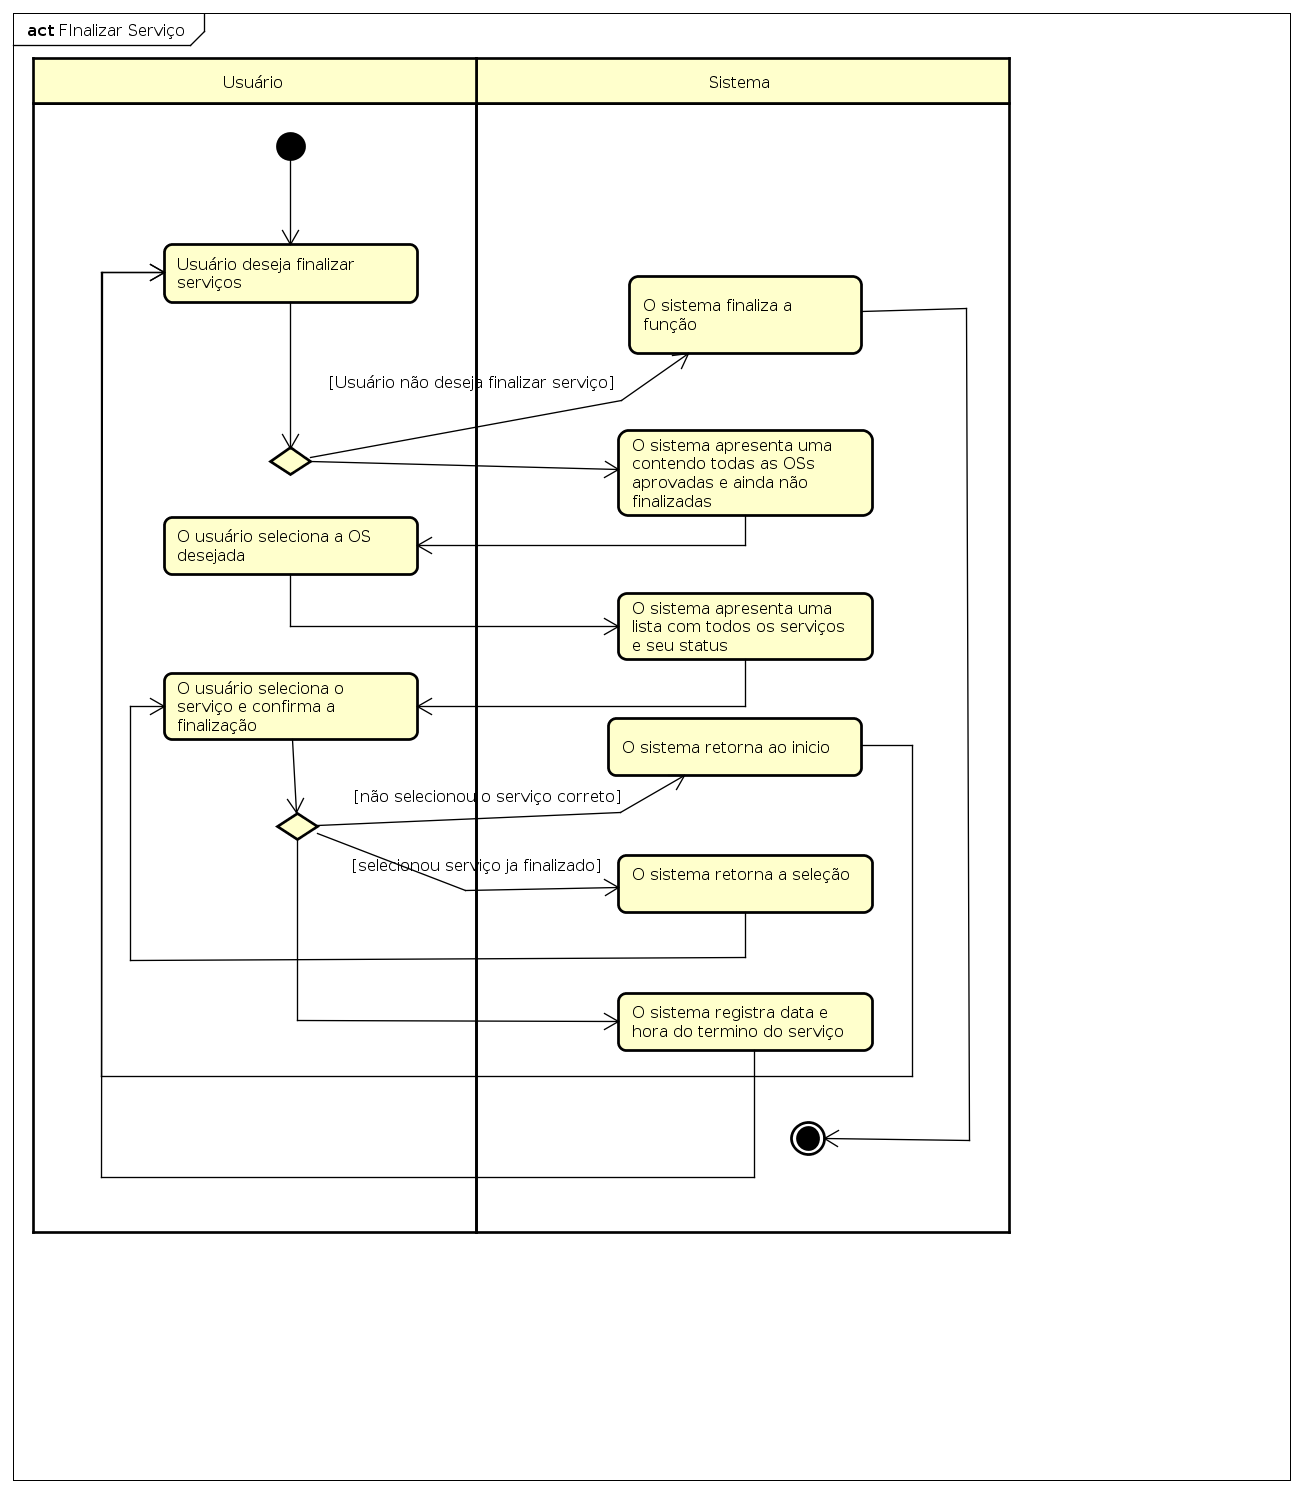 act FInalizar Serviço
Usuário
Sistema
Usuário deseja finalizar
serviços
O sistema finaliza a
função
[Usuário não deseja finalizar serviço]
O sistema apresenta uma
contendo todas as OSs
aprovadas e ainda não
finalizadas
O usuário seleciona a OS
desejada
O sistema apresenta uma
lista com todos os serviços
e seu status
O usuário seleciona o
serviço e confirma a
finalização
O sistema retorna ao inicio
[não selecionou o serviço correto]
[selecionou serviço ja finalizado]
O sistema retorna a seleção
O sistema registra data e
hora do termino do serviço